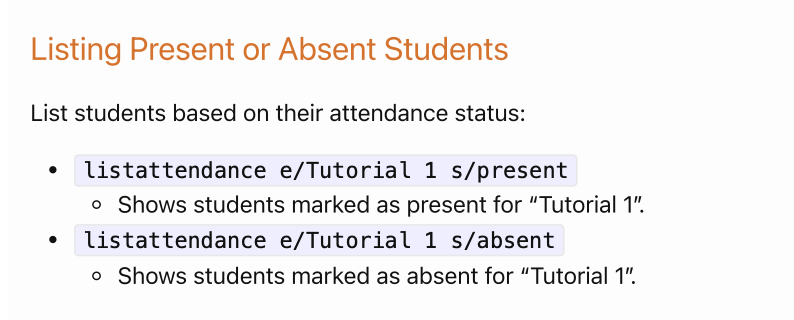 Listing Present or Absent Students
List students based on their attendance status:
listattendance e/Tutorial 1 s/present
Shows students marked as present for “Tutorial 1”.
listattendance e/Tutorial 1 s/absent
Shows students marked as absent for “Tutorial 1”.